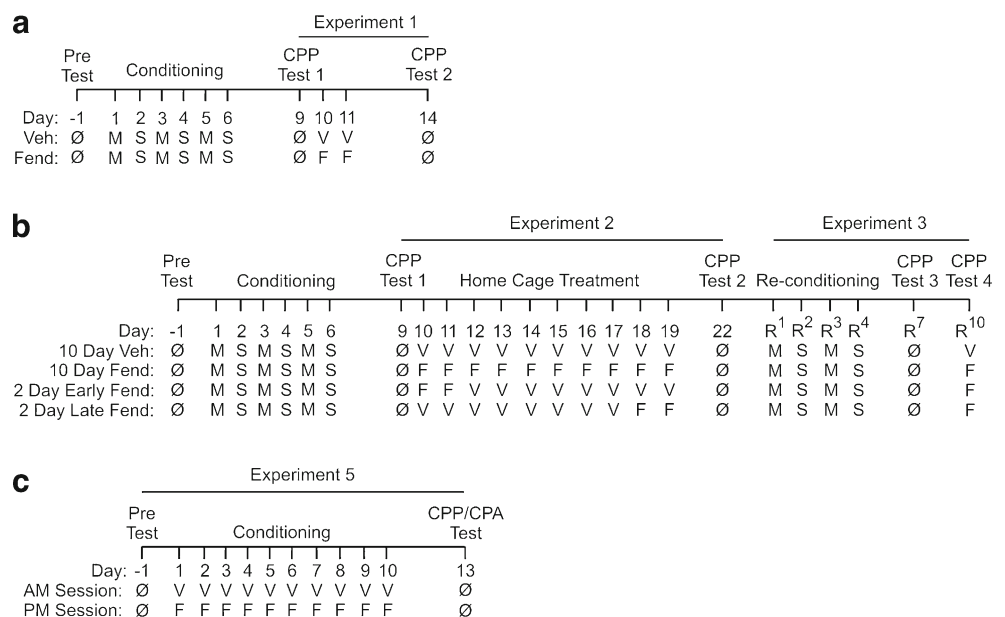 a
Experiment 1
Pre Test
Conditioning
CPP Test 1
CPP Test 2
Day: -1 1 2 3 4 5 6 9 10 11 14
Veh: Ø M S M S M S Ø V V Ø
Fend: Ø M S M S M S Ø F F Ø
b
Experiment 2
Experiment 3
Pre Test
Conditioning
CPP Test 1
Home Cage Treatment
CPP Test 2
Re-conditioning
CPP Test 3
CPP Test 4
Day: -1 1 2 3 4 5 6 9 10 11 12 13 14 15 16 17 18 19 22 R1 R2 R3 R4 R7 R10
10 Day Veh: Ø M S M S M S Ø V V V V V V V V V V Ø M S M S Ø V
10 Day Fend: Ø M S M S M S Ø F F F F F F F F F F Ø M S M S Ø F
2 Day Early Fend: Ø M S M S M S Ø F F V V V V V V V V Ø M S M S Ø F
2 Day Late Fend: Ø M S M S M S Ø V V V V V V V V F F Ø M S M S Ø F
c
Experiment 5
Pre Test
Conditioning
CPP/CPA Test
Day: -1 1 2 3 4 5 6 7 8 9 10 13
AM Session: Ø V V V V V V V V V V Ø
PM Session: Ø F F F F F F F F F F Ø